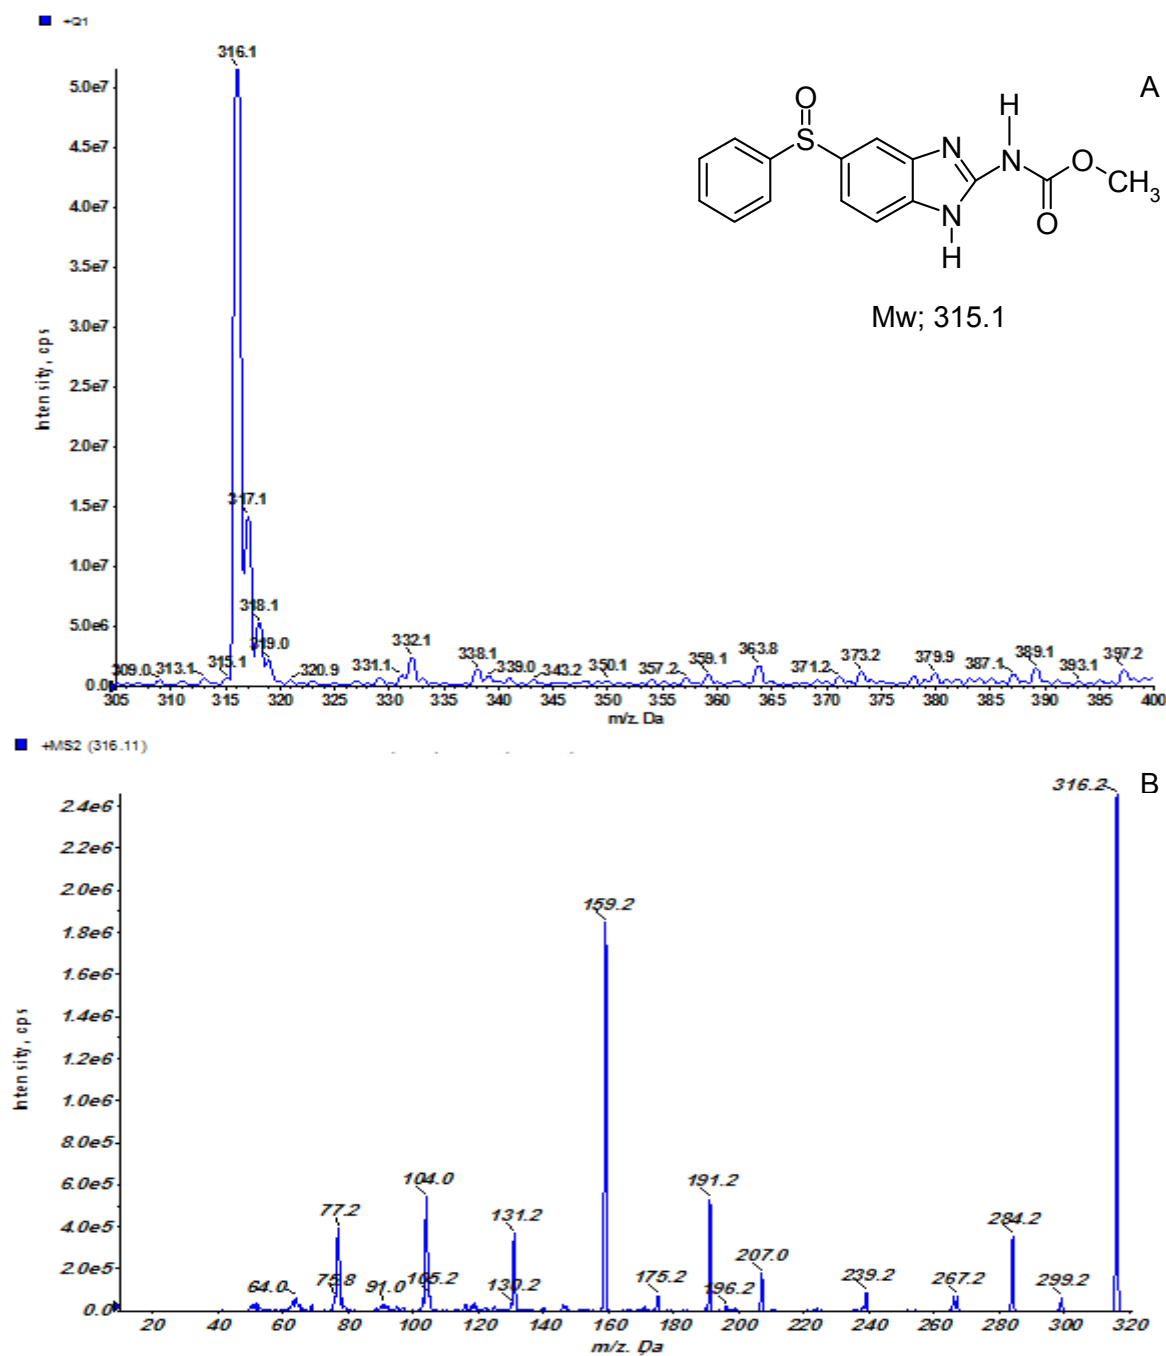 +Q1
316.1
A
5.0e7
4.5e7
4.0e7
3.5e7
3.0e7
2.5e7
2.0e7
1.5e7
1.0e7
5.0e6
0.0
Intensity, cps
O
S
N
H
N
O
CH3
O
N
H
Mw; 315.1
317.1
318.1
319.0
309.0
313.1
315.1
320.9
331.1
332.1
338.1
339.0
343.2
350.1
357.2
359.1
363.8
371.2
373.2
379.9
387.1
389.1
393.1
397.2
305 310 315 320 325 330 335 340 345 350 355 360 365 370 375 380 385 390 395 400
m/z. Da
+MS2 (316.11)
B
316.2
2.4e6
2.2e6
2.0e6
1.8e6
1.6e6
1.4e6
1.2e6
1.0e6
8.0e5
6.0e5
4.0e5
2.0e5
0.0
Intensity, cps
159.2
104.0
191.2
77.2
131.2
284.2
207.0
64.0
75.8
91.0
105.2
130.2
175.2
196.2
239.2
267.2
299.2
20 40 60 80 100 120 140 160 180 200 220 240 260 280 300 320
m/z. Da